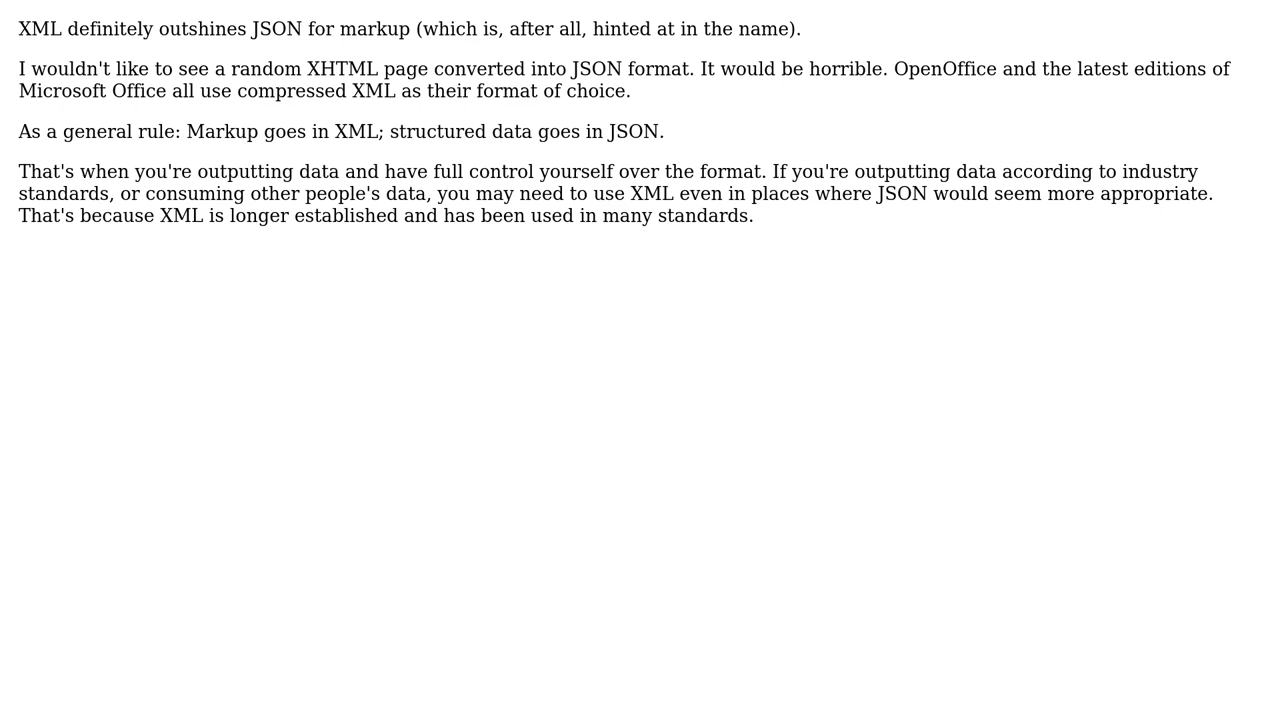 XML definitely outshines JSON for markup (which is, after all, hinted at in the name).
I wouldn't like to see a random XHTML page converted into JSON format. It would be horrible. OpenOffice and the latest editions of
Microsoft Office all use compressed XML as their format of choice.
As a general rule: Markup goes in XML; structured data goes in JSON.
That's when you're outputting data and have full control yourself over the format. If you're outputting data according to industry
standards, or consuming other people's data, you may need to use XML even in places where JSON would seem more appropriate.
That's because XML is longer established and has been used in many standards.